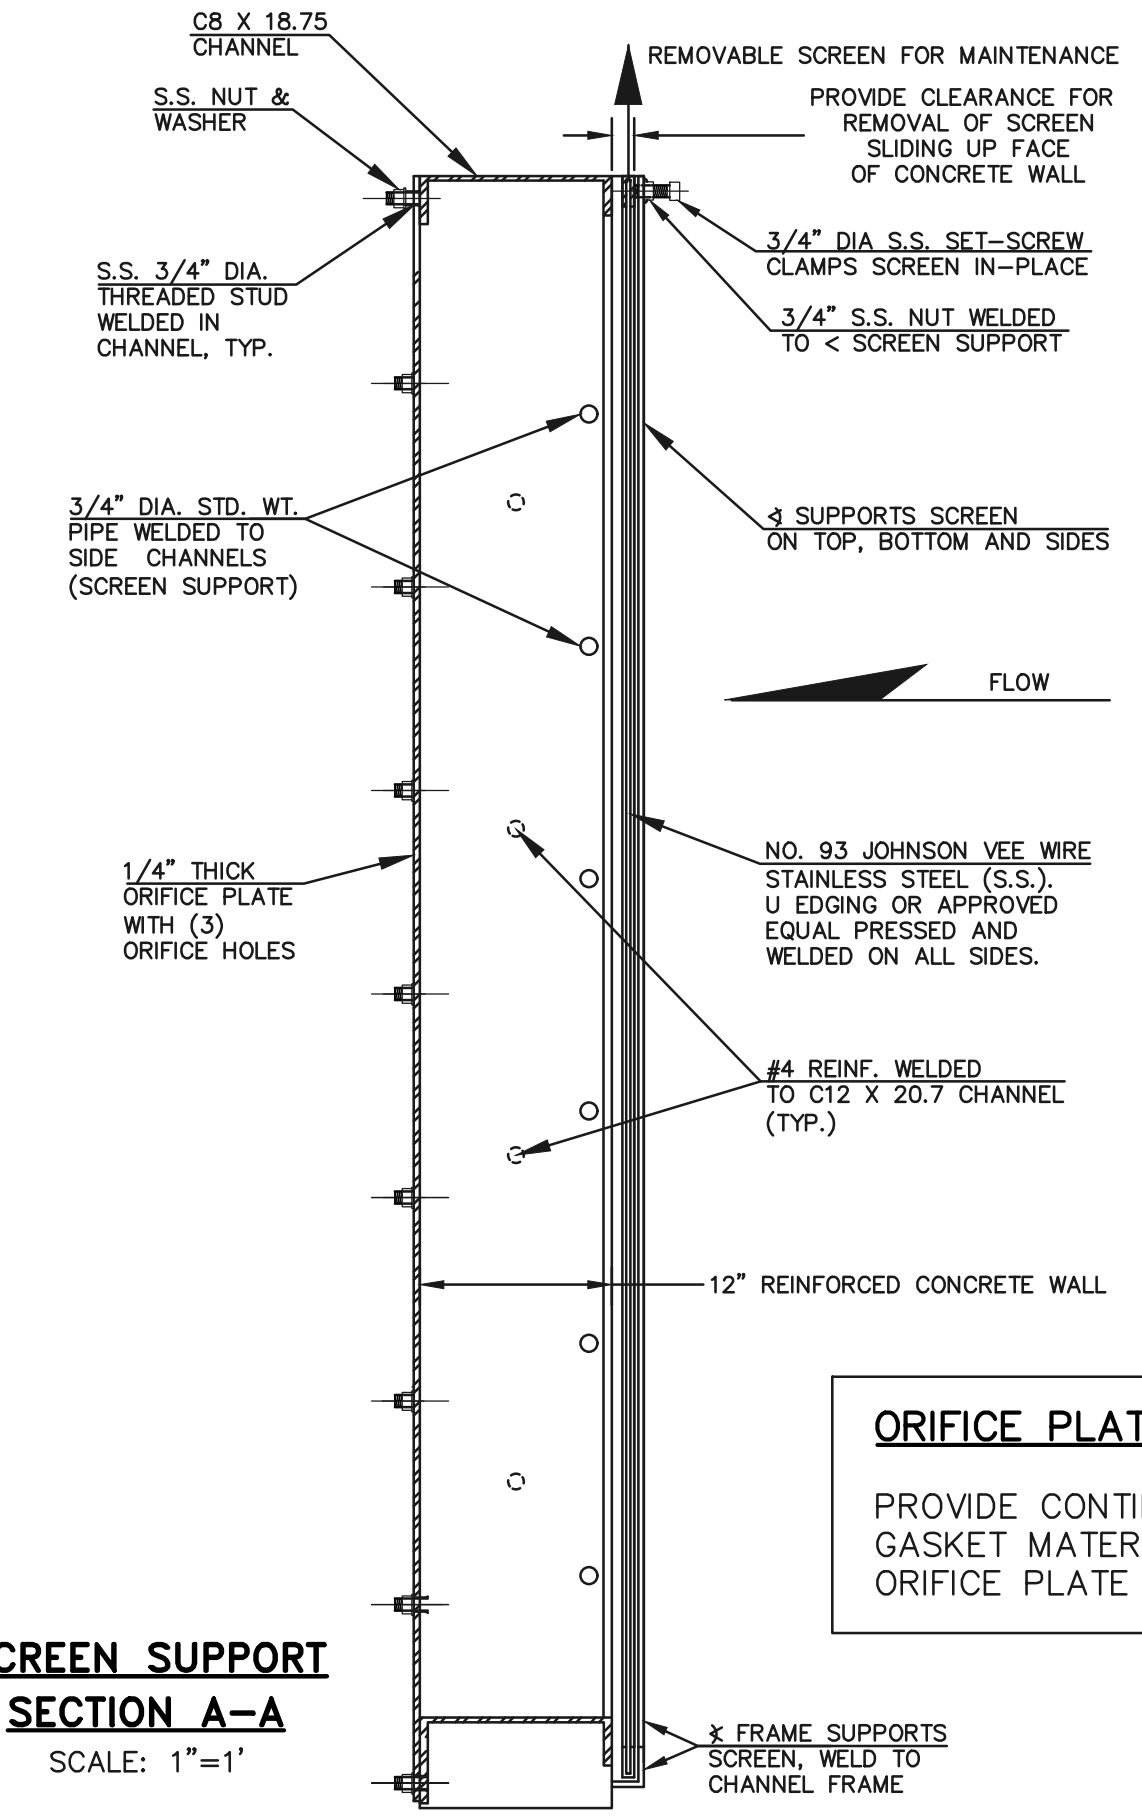 C8 X 18.75
CHANNEL
S.S. NUT &
WASHER
REMOVABLE SCREEN FOR MAINTENANCE
PROVIDE CLEARANCE FOR
REMOVAL OF SCREEN
SLIDING UP FACE
OF CONCRETE WALL
3/4" DIA S.S. SET-SCREW
CLAMPS SCREEN IN-PLACE
S.S. 3/4" DIA.
THREADED STUD
WELDED IN
CHANNEL, TYP.
3/4" S.S. NUT WELDED
TO < SCREEN SUPPORT
3/4" DIA. STD. WT.
PIPE WELDED TO
SIDE CHANNELS
(SCREEN SUPPORT)
SUPPORTS SCREEN
ON TOP, BOTTOM AND SIDES
FLOW
1/4" THICK
ORIFICE PLATE
WITH (3)
ORIFICE HOLES
NO. 93 JOHNSON VEE WIRE
STAINLESS STEEL (S.S.).
U EDGING OR APPROVED
EQUAL PRESSED AND
WELDED ON ALL SIDES.
#4 REINF. WELDED
TO C12 X 20.7 CHANNEL
(TYP.)
12" REINFORCED CONCRETE WALL
ORIFICE PLAT
PROVIDE CONTI
GASKET MATER
ORIFICE PLATE
CREEN SUPPORT
SECTION A-A
SCALE: 1"=1'
FRAME SUPPORTS
SCREEN, WELD TO
CHANNEL FRAME